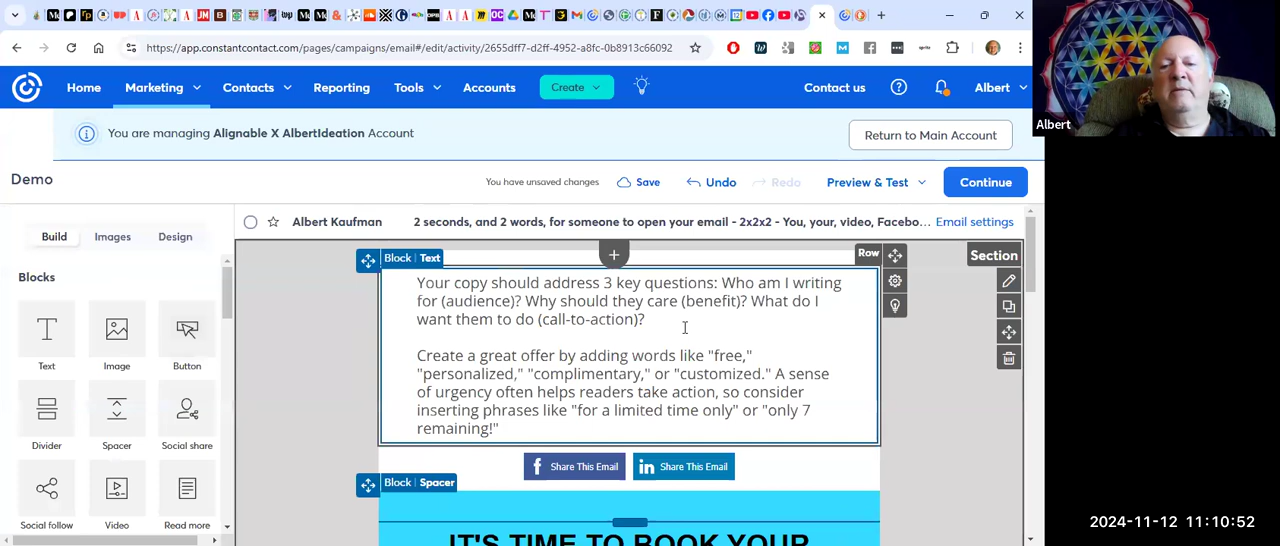 https://app.constantcontact.com/pages/campaigns/email#/edit/activity/2655dff7-d2ff-4952-a8fc-0b8913c66092
Home Marketing Contacts Reporting Tools Accounts Create Contact us Albert
Albert
You are managing Alignable X AlbertIdeation Account
Return to Main Account
Demo
You have unsaved changes Save Undo Redo Preview & Test Continue
Albert Kaufman 2 seconds, and 2 words, for someone to open your email - 2x2x2 - You, your, video, Facebo... Email settings
Build Images Design
Block | Text
Row
Section
Blocks
Your copy should address 3 key questions: Who am I writing
for (audience)? Why should they care (benefit)? What do I
want them to do (call-to-action)?
Create a great offer by adding words like "free,"
"personalized," "complimentary," or "customized." A sense
of urgency often helps readers take action, so consider
inserting phrases like "for a limited time only" or "only 7
remaining!"
Text Image Button
Divider Spacer Social share
Social follow Video Read more
f Share This Email
in Share This Email
Block | Spacer
IT'S TIME TO BOOK YOUR
2024-11-12 11:10:52